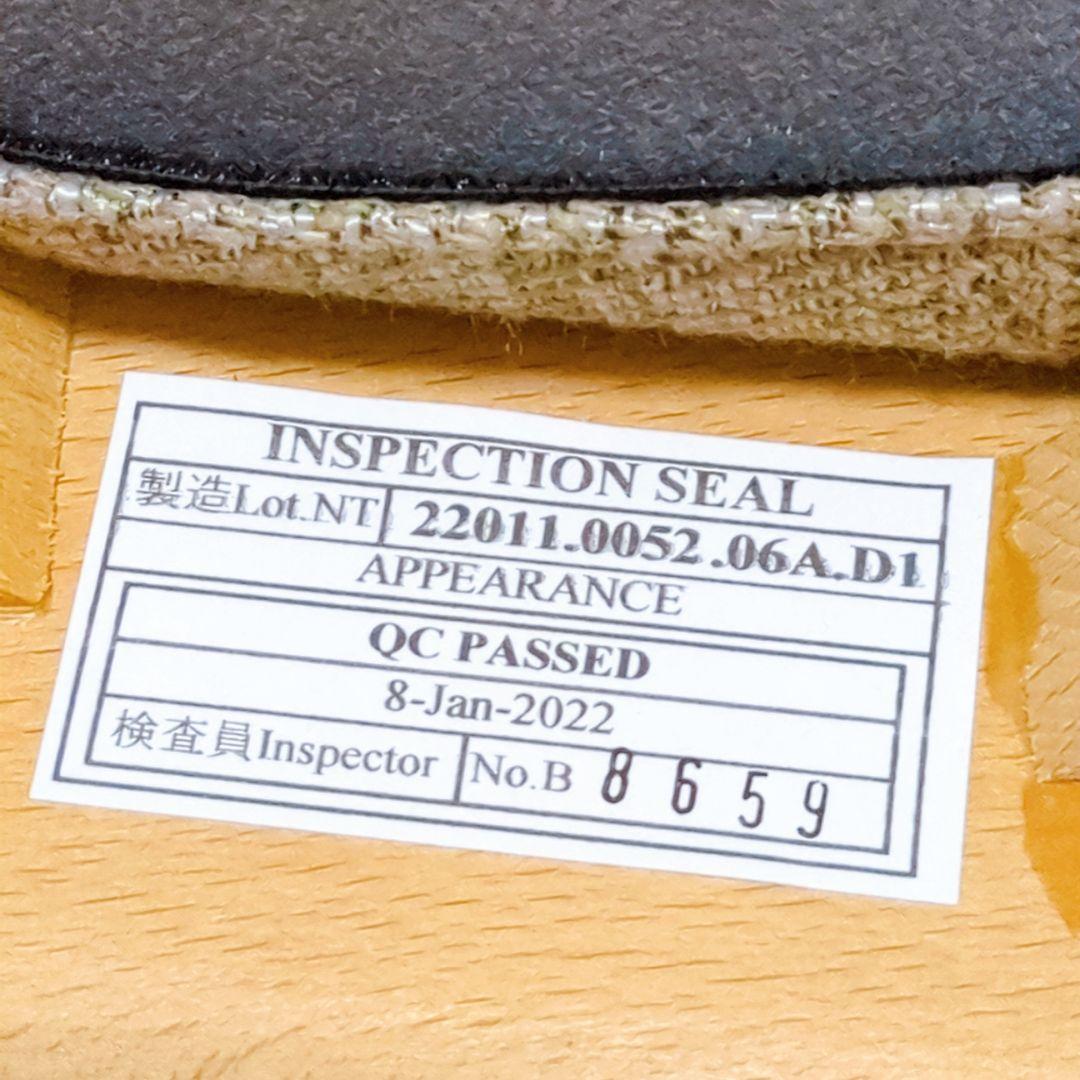 INSPECTION SEAL
製造Lot.NT 22011.0052.06A.D1
APPEARANCE
QC PASSED
8-Jan-2022
検査員Inspector No.B 8659